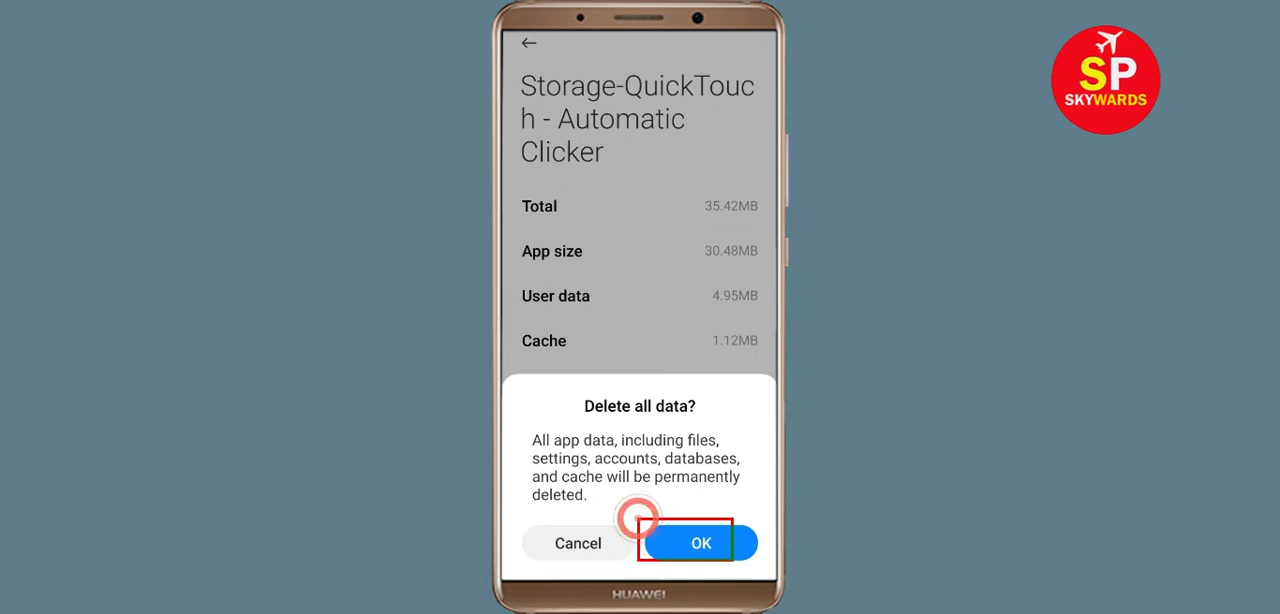 Storage-QuickTouc
h - Automatic
Clicker
Total 35.42MB
App size 30.48MB
User data 4.95MB
Cache 1.12MB
Delete all data?
All app data, including files,
settings, accounts, databases,
and cache will be permanently
deleted.
Cancel OK
HUAWEI
SP
SKYWARDS